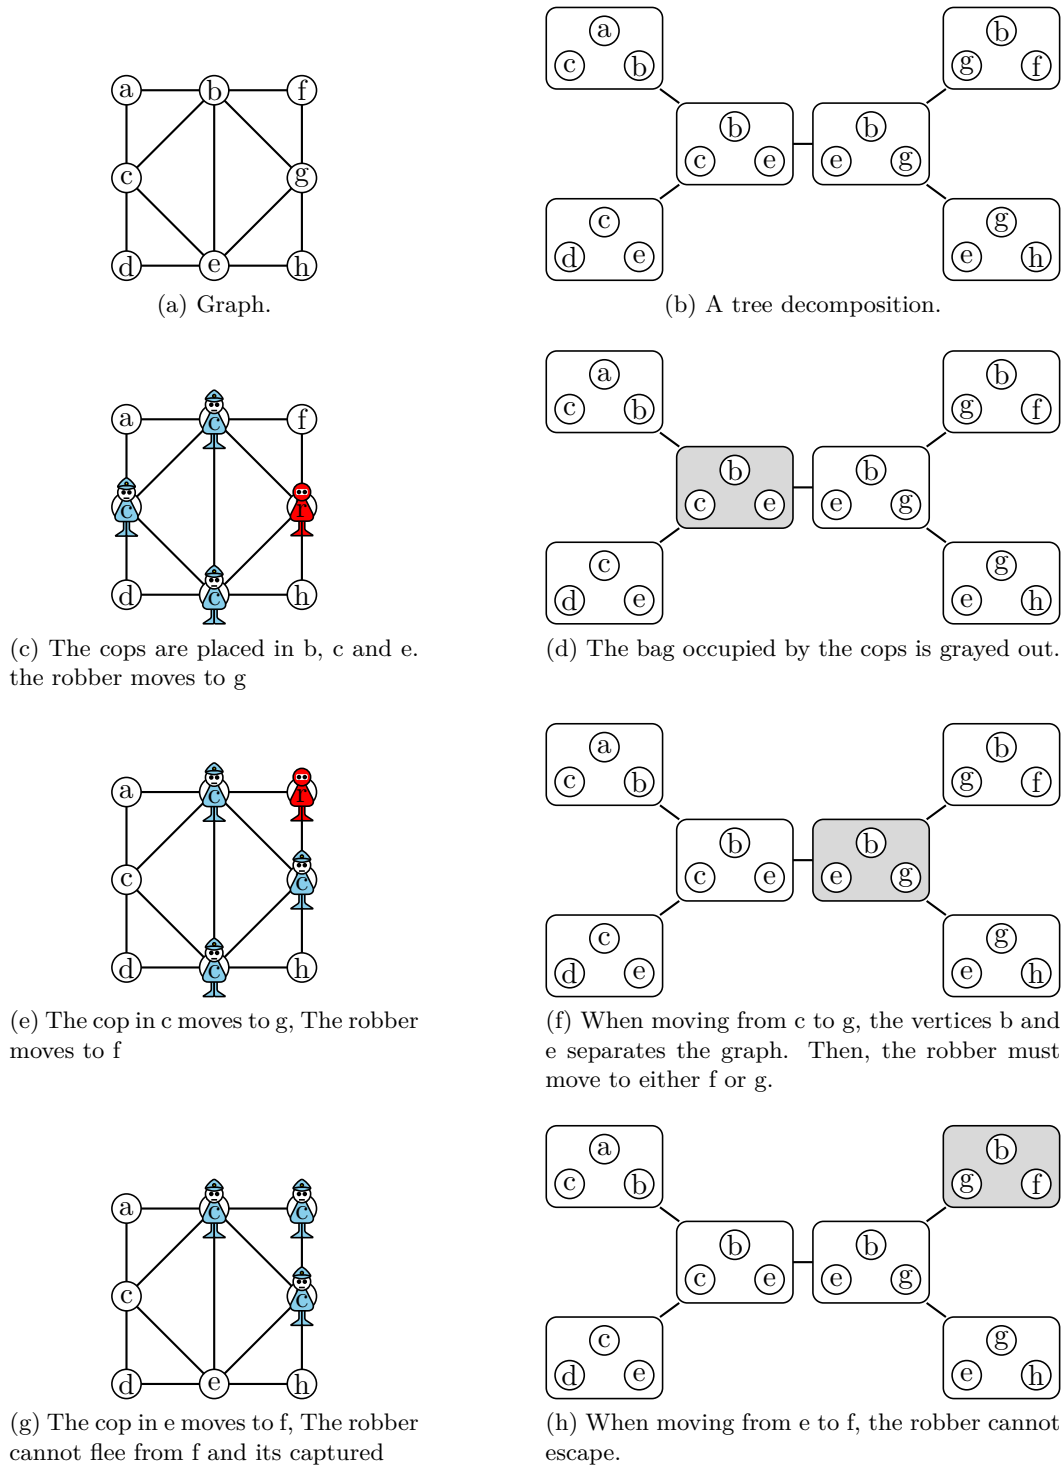 a b f
c g
d e h
(a) Graph.
a
c b
b
g f
b
c e
b
e g
c
d e
g
e h
(b) A tree decomposition.
a c f
c r
d c h
(c) The cops are placed in b, c and e.
the robber moves to g
a
c b
b
g f
b
c e
b
e g
c
d e
g
e h
(d) The bag occupied by the cops is grayed out.
a c r
c c
d c h
(e) The cop in c moves to g, The robber
moves to f
a
c b
b
g f
b
c e
b
e g
c
d e
g
e h
(f) When moving from c to g, the vertices b and
e separates the graph. Then, the robber must
move to either f or g.
a c c
c c
d e h
(g) The cop in e moves to f, The robber
cannot flee from f and its captured
a
c b
b
g f
b
c e
b
e g
c
d e
g
e h
(h) When moving from e to f, the robber cannot
escape.